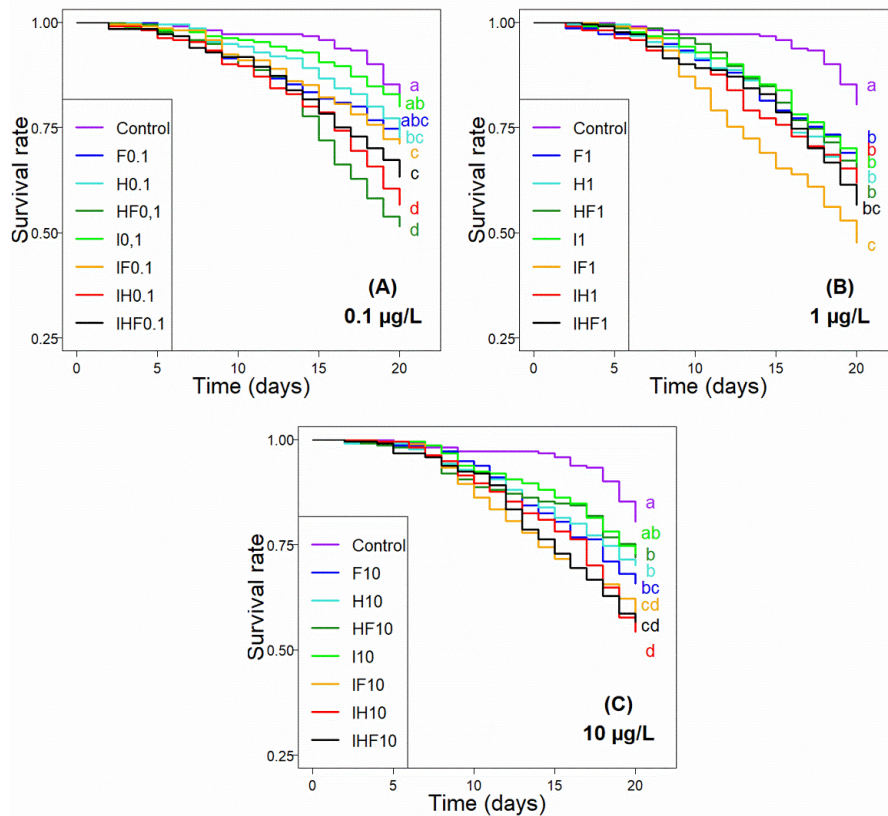 1.00
0.75
0.50
0.25
Survival rate
Control
F0.1
H0.1
HF0,1
I0,1
IF0.1
IH0.1
IHF0.1
a
ab
abc
bc
c
c
d
d
(A)
0.1 µg/L
0 5 10 15 20
Time (days)
1.00
0.75
0.50
0.25
Survival rate
Control
F1
H1
HF1
I1
IF1
IH1
IHF1
a
b
b
b
b
b
bc
c
(B)
1 µg/L
0 5 10 15 20
Time (days)
1.00
0.75
0.50
0.25
Survival rate
Control
F10
H10
HF10
I10
IF10
IH10
IHF10
a
ab
b
b
bc
cd
cd
d
(C)
10 µg/L
0 5 10 15 20
Time (days)